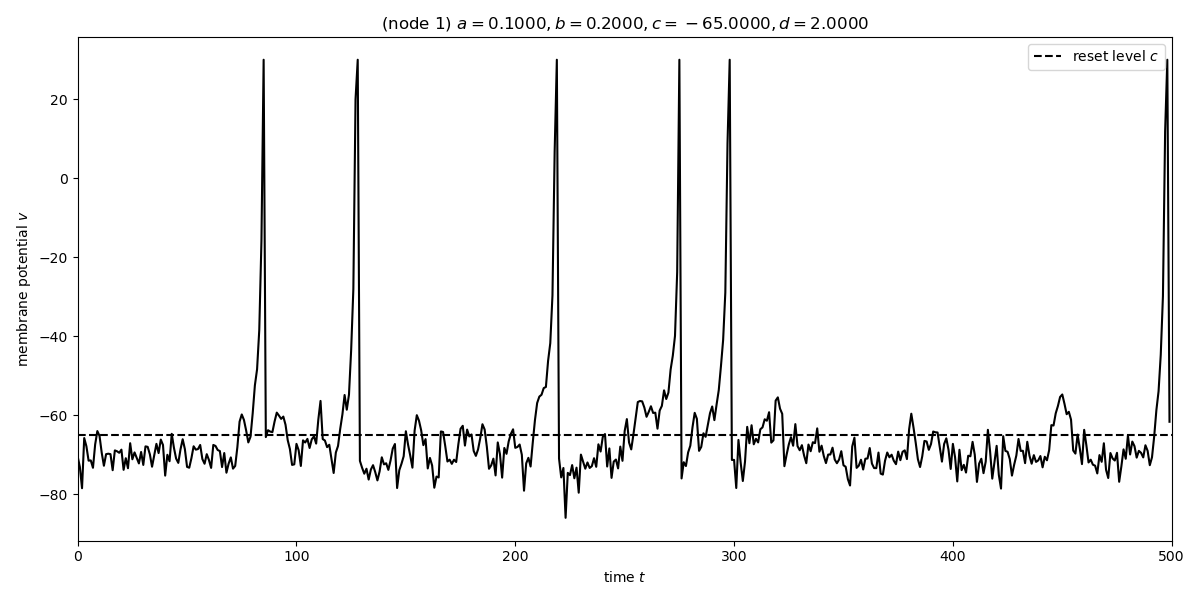 (node 1) a = 0.1000, b = 0.2000, c = −65.0000, d = 2.0000
reset level c
20
0
−20
−40
−60
−80
membrane potential v
0 100 200 300 400 500
time t